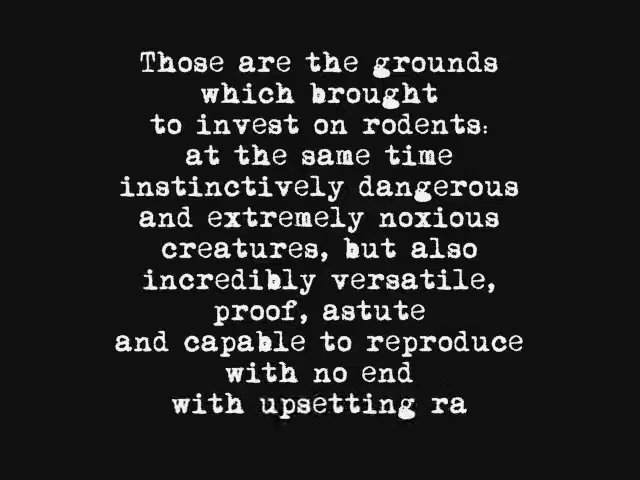 Those are the grounds
which brought
to invest on rodents:
at the same time
instinctively dangerous
and extremely noxious
creatures, but also
incredibly versatile,
proof, astute
and capable to reproduce
with no end
with upsetting ra